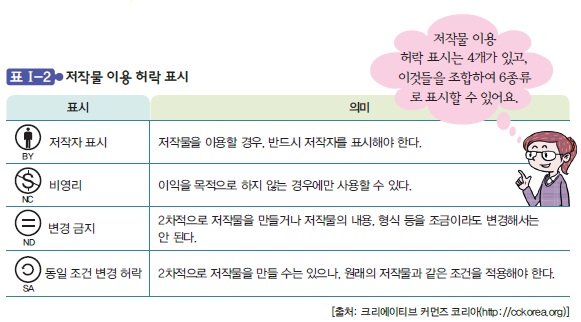 저작물 이용
허락 표시는 4개가 있고,
이것들을 조합하여 6종류
로 표시할 수 있어요.
표 Ⅰ-2 저작물 이용 허락 표시
표시 의미
BY 저작자 표시 저작물을 이용할 경우, 반드시 저작자를 표시해야 한다.
NC 비영리 이익을 목적으로 하지 않는 경우에만 사용할 수 있다.
ND 변경 금지 2차적으로 저작물을 만들거나 저작물의 내용, 형식 등을 조금이라도 변경해서는
안 된다.
SA 동일 조건 변경 허락 2차적으로 저작물을 만들 수는 있으나, 원래의 저작물과 같은 조건을 적용해야 한다.
[출처: 크리에이티브 커먼즈 코리아(http://cckorea.org)]